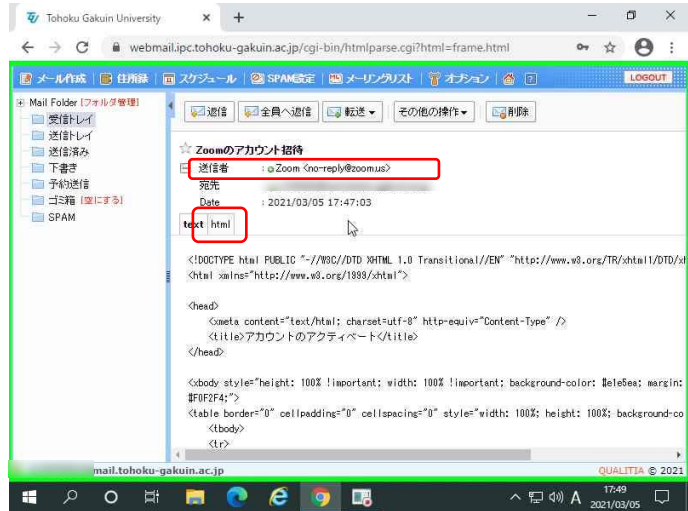 Tohoku Gakuin University
webmail.ipc.tohoku-gakuin.ac.jp/cgi-bin/htmlparse.cgi?html=frame.html
メール作成 住所録 スケジュール SPAM設定 メーリングリスト オプション LOGOUT
Mail Folder [フォルダ管理]
受信トレイ
送信トレイ
送信済み
下書き
予約送信
ゴミ箱 [空にする]
SPAM
返信 全員へ返信 転送 その他の操作 削除
Zoomのアカウント招待
送信者 : Zoom <no-reply@zoom.us>
宛先
Date : 2021/03/05 17:47:03
text html
<!DOCTYPE html PUBLIC "-//W3C//DTD XHTML 1.0 Transitional//EN" "http://www.w3.org/TR/xhtml1/DTD/xh
<html xmlns="http://www.w3.org/1999/xhtml">
<head>
<xmeta content="text/html; charset=utf-8" http-equiv="Content-Type" />
<title>アカウントのアクティベート</title>
</head>
<xbody style="height: 100% !important; width: 100% !important; background-color: #e1e5ea; margin:
#F0F2F4;">
<table border="0" cellpadding="0" cellspacing="0" style="width: 100%; height: 100%; background-co
<tbody>
<tr>
mail.tohoku-gakuin.ac.jp
QUALITIA © 2021
A 17:49
2021/03/05